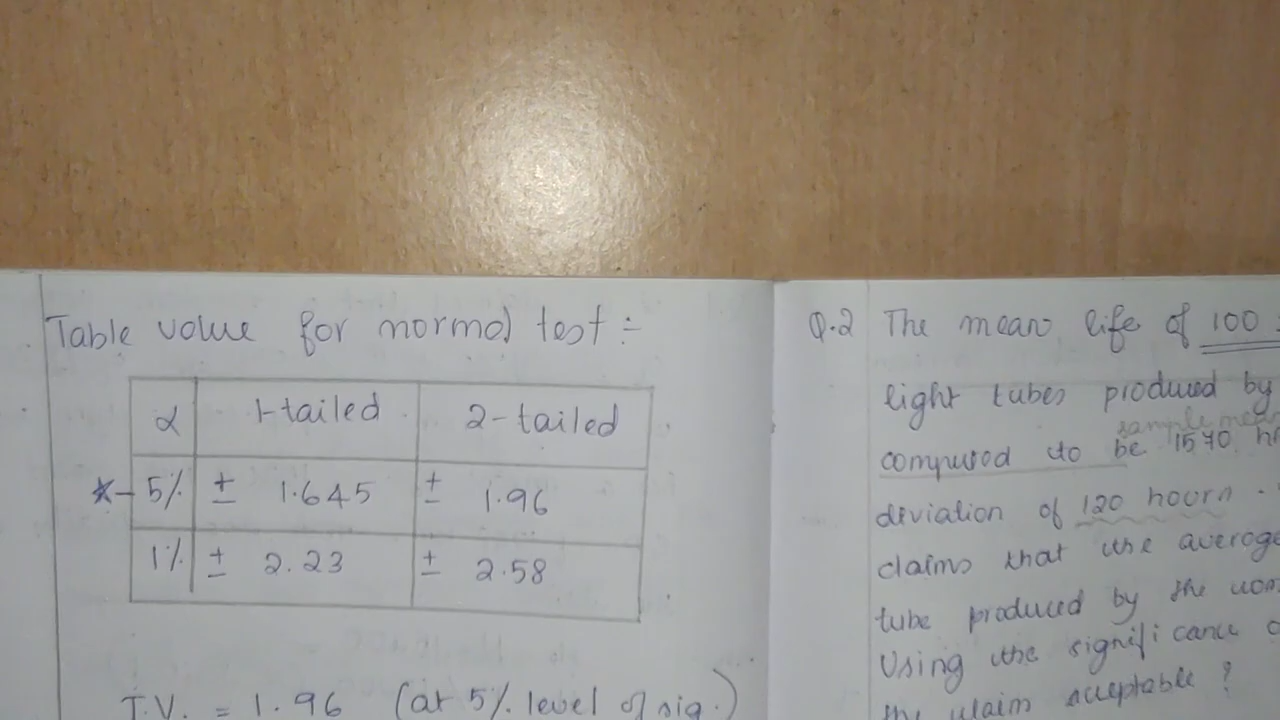 Table value for normal test :-
α 1-tailed 2-tailed
*- 5% ± 1.645 ± 1.96
1% ± 2.23 ± 2.58
T.V. = 1.96 (at 5% level of sig.)
Q.2 The mean life of 100
light tubes produced by
sample mean
computed to be 1570
deviation of 120 hours.
claims that the average
tube produced by the
Using the significance
the claim acceptable ?